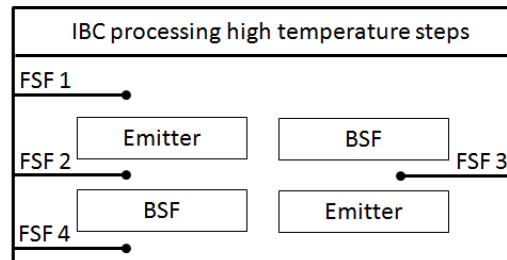 IBC processing high temperature steps
FSF 1
Emitter
BSF
FSF 2
FSF 3
BSF
Emitter
FSF 4